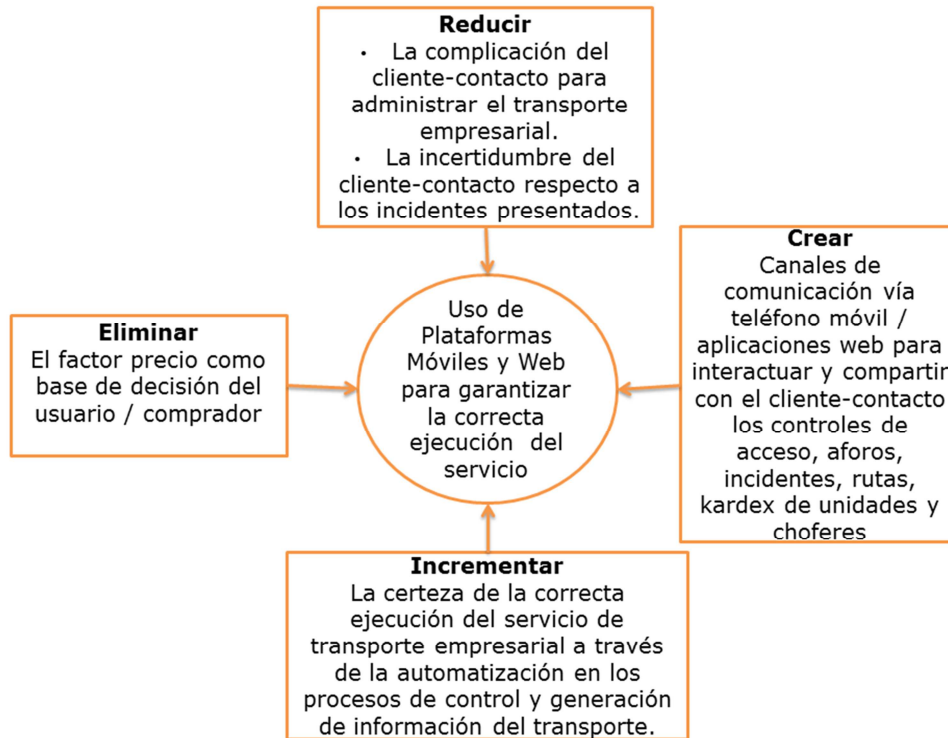 Reducir
• La complicación del
cliente-contacto para
administrar el transporte
empresarial.
• La incertidumbre del
cliente-contacto respecto a
los incidentes presentados.
Eliminar
El factor precio como
base de decisión del
usuario / comprador
Uso de
Plataformas
Móviles y Web
para garantizar
la correcta
ejecución del
servicio
Crear
Canales de
comunicación vía
teléfono móvil /
aplicaciones web para
interactuar y compartir
con el cliente-contacto
los controles de
acceso, aforos,
incidentes, rutas,
kardex de unidades y
choferes
Incrementar
La certeza de la correcta
ejecución del servicio de
transporte empresarial a través
de la automatización en los
procesos de control y generación
de información del transporte.